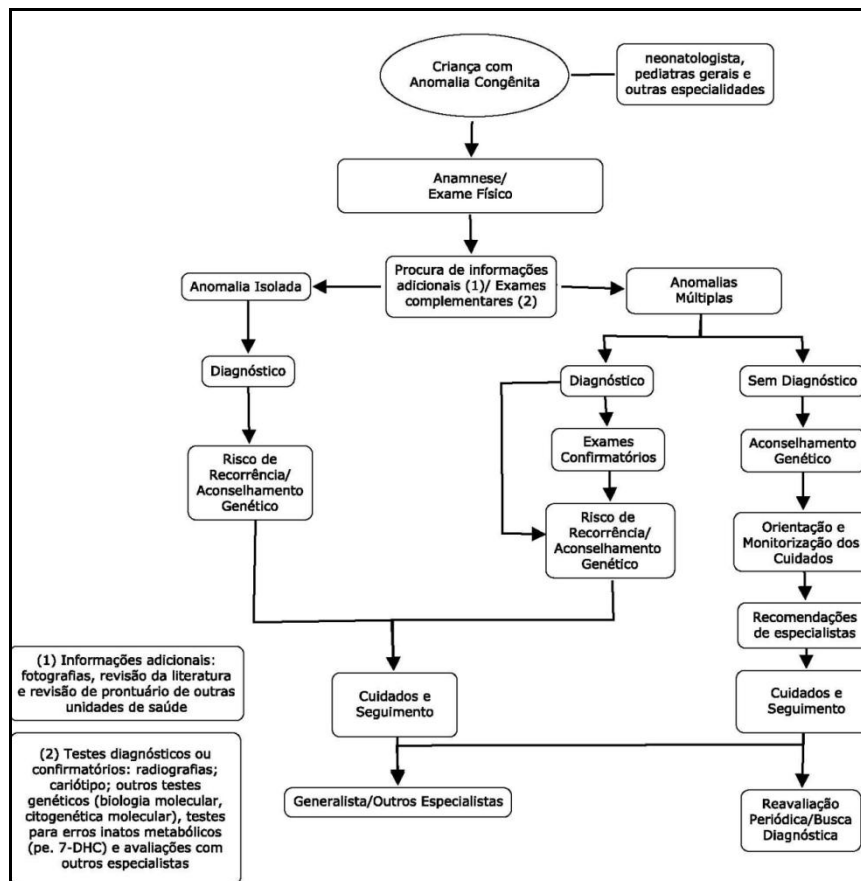 Criança com
Anomalia Congênita
neonatologista,
pediatras gerais e
outras especialidades
Anamnese/
Exame Físico
Procura de informações
adicionais (1)/ Exames
complementares (2)
Anomalia Isolada
Anomalias
Múltiplas
Diagnóstico
Diagnóstico
Sem Diagnóstico
Exames
Confirmatórios
Aconselhamento
Genético
Risco de
Recorrência/
Aconselhamento
Genético
Risco de
Recorrência/
Aconselhamento
Genético
Orientação e
Monitorização dos
Cuidados
Recomendações
de especialistas
Cuidados e
Seguimento
Cuidados e
Seguimento
Generalista/Outros Especialistas
Reavaliação
Periódica/Busca
Diagnóstica
(1) Informações adicionais:
fotografias, revisão da literatura
e revisão de prontuário de outras
unidades de saúde
(2) Testes diagnósticos ou
confirmatórios: radiografias;
cariótipo; outros testes
genéticos (biologia molecular,
citogenética molecular), testes
para erros inatos metabólicos
(pe. 7-DHC) e avaliações com
outros especialistas